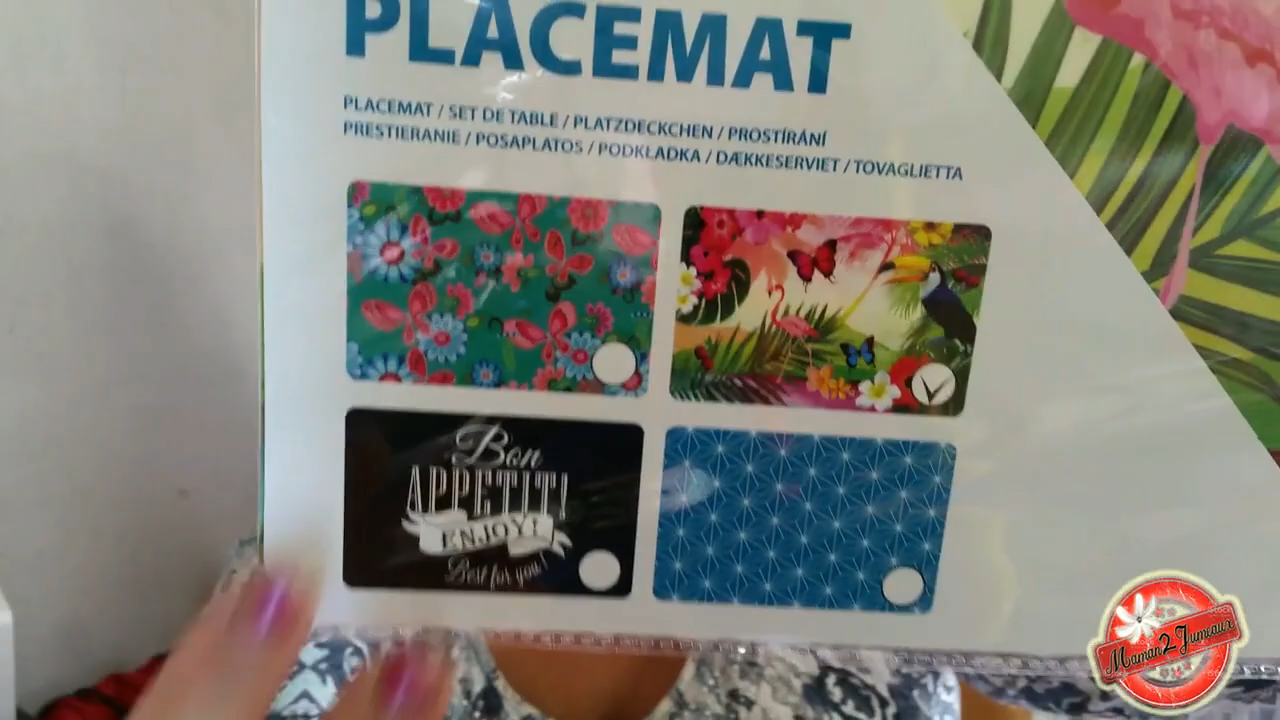 PLACEMAT
PLACEMAT / SET DE TABLE / PLATZDECKCHEN / PROSTÍRÁNÍ
PRESTIERANIE / POSAPLATOS / PODKŁADKA / DÆKKESERVIET / TOVAGLIETTA
Bon
APPETIT!
ENJOY!
Best for you!
Maman2Jumeaux